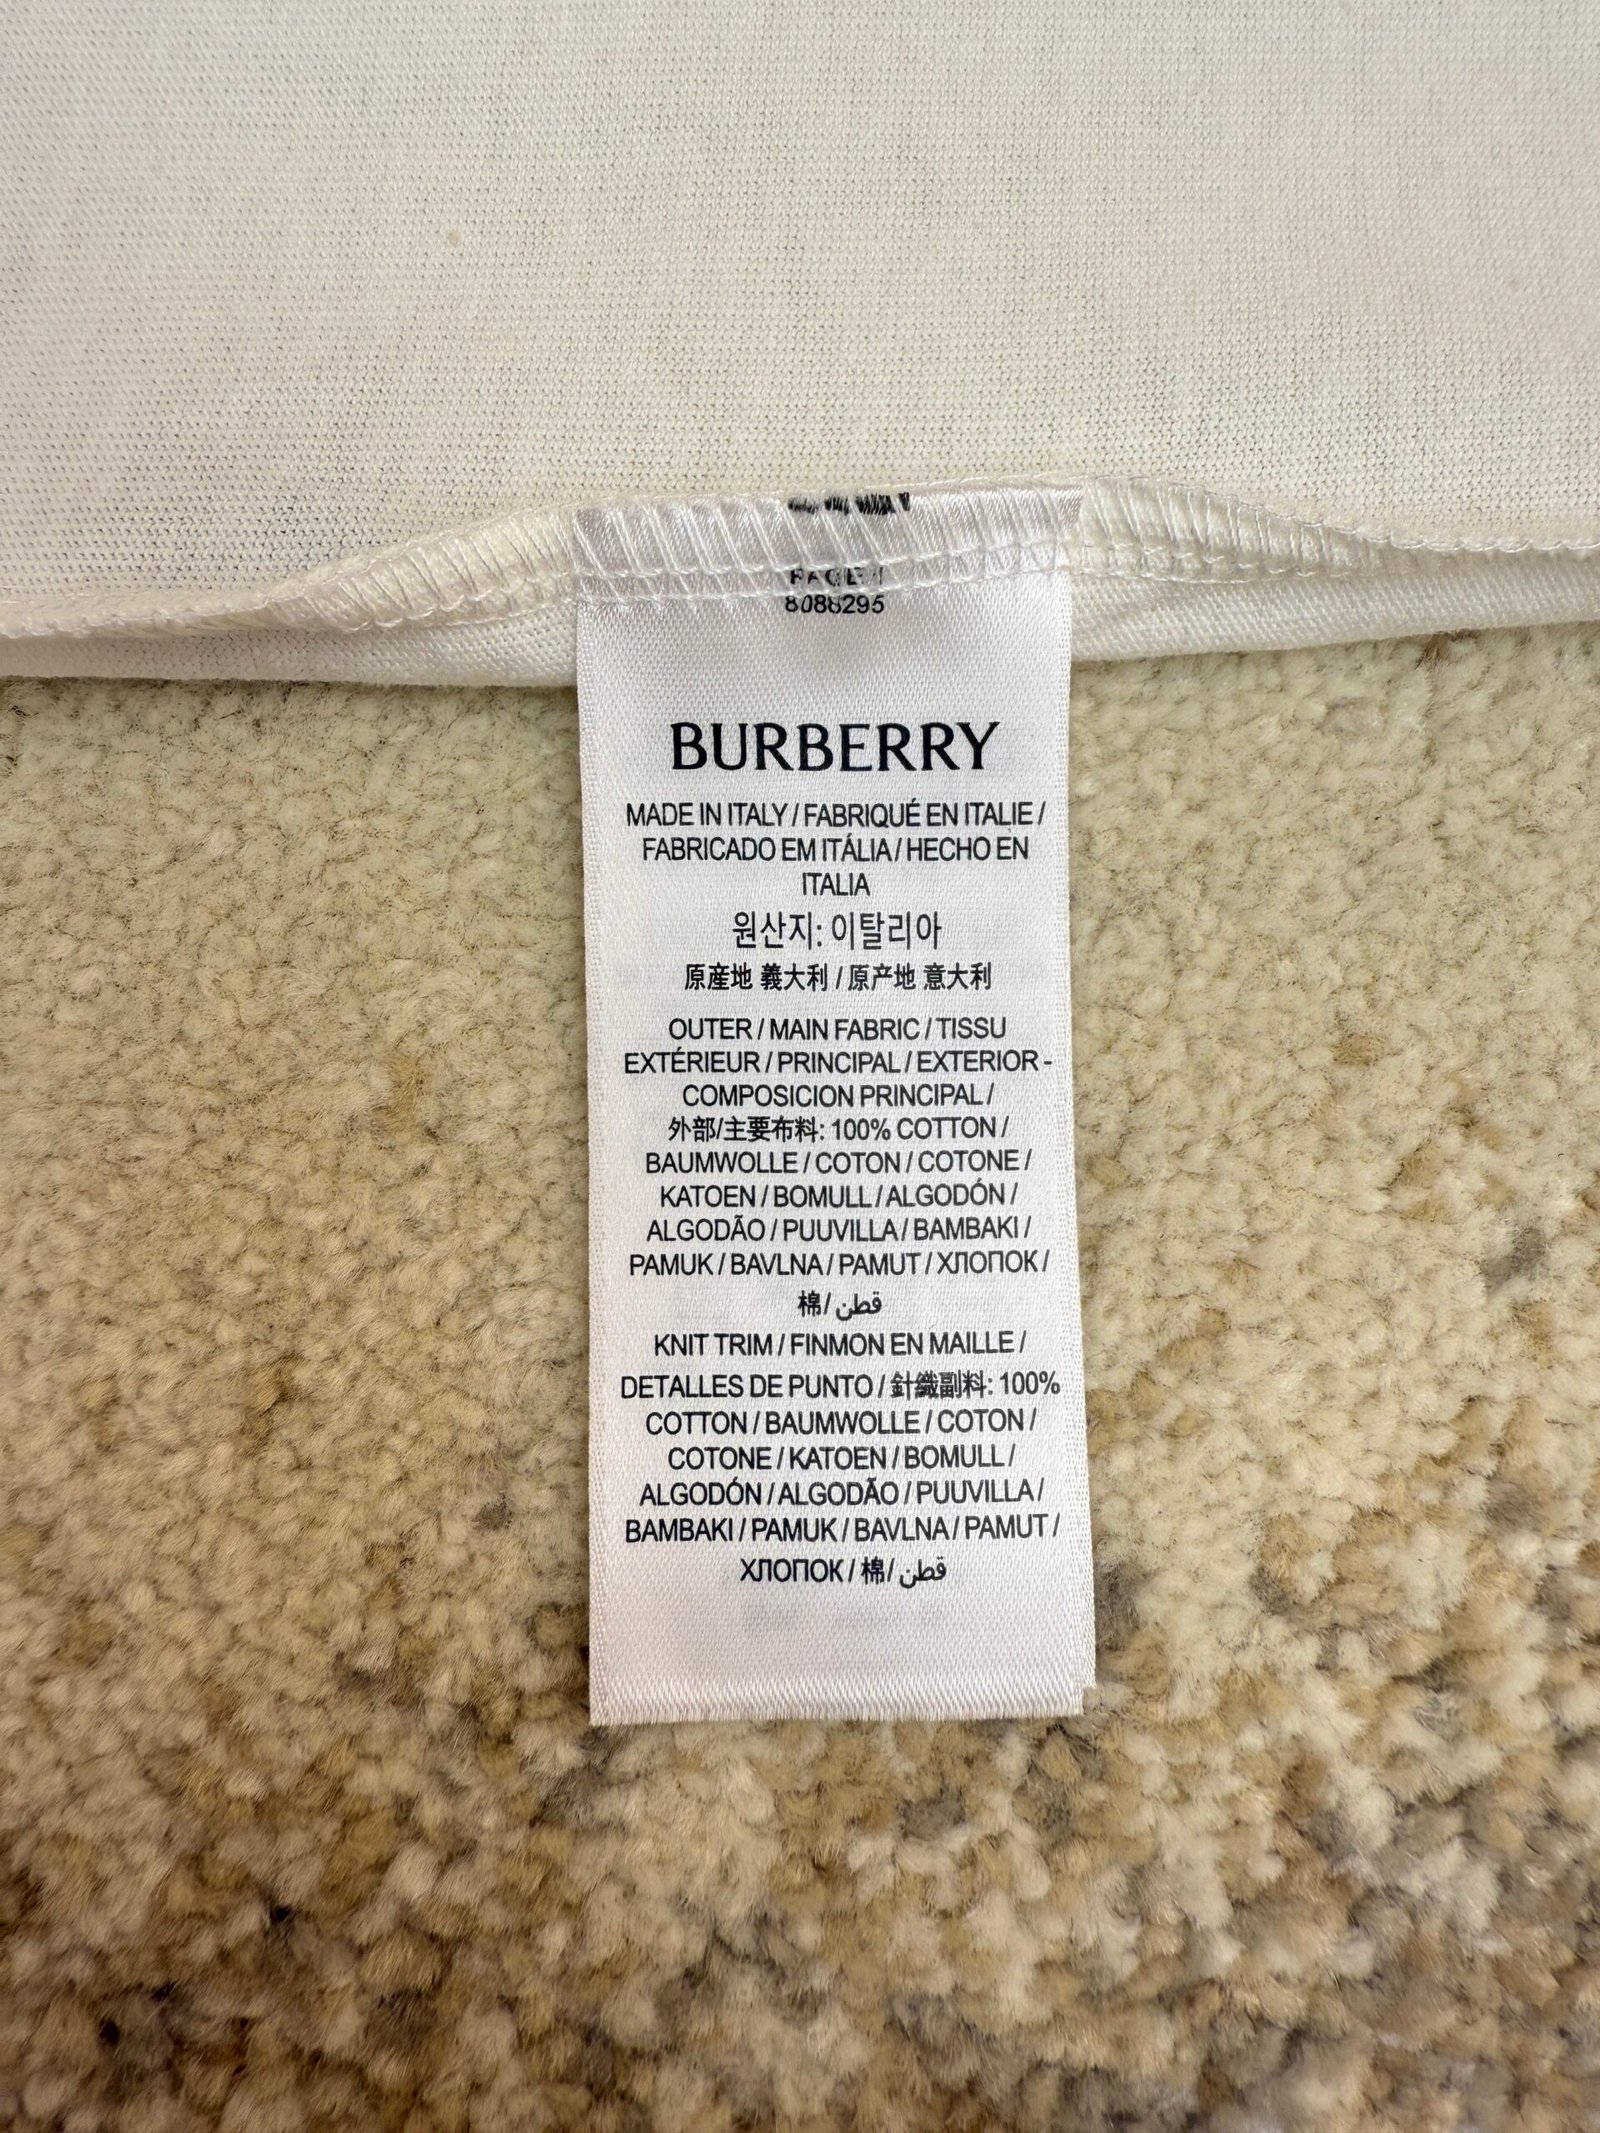 8088295
BURBERRY
MADE IN ITALY / FABRIQUÉ EN ITALIE /
FABRICADO EM ITÁLIA / HECHO EN
ITALIA
원산지: 이탈리아
原産地 義大利 / 原产地 意大利
OUTER / MAIN FABRIC / TISSU
EXTÉRIEUR / PRINCIPAL / EXTERIOR -
COMPOSICION PRINCIPAL /
外部/主要布料: 100% COTTON /
BAUMWOLLE / COTON / COTONE /
KATOEN / BOMULL / ALGODÓN /
ALGODÃO / PUUVILLA / BAMBAKI /
PAMUK / BAVLNA / PAMUT / ХЛОПОК /
棉/ قطن
KNIT TRIM / FINMON EN MAILLE /
DETALLES DE PUNTO / 針織副料: 100%
COTTON / BAUMWOLLE / COTON /
COTONE / KATOEN / BOMULL /
ALGODÓN / ALGODÃO / PUUVILLA /
BAMBAKI / PAMUK / BAVLNA / PAMUT /
ХЛОПОК / 棉/ قطن